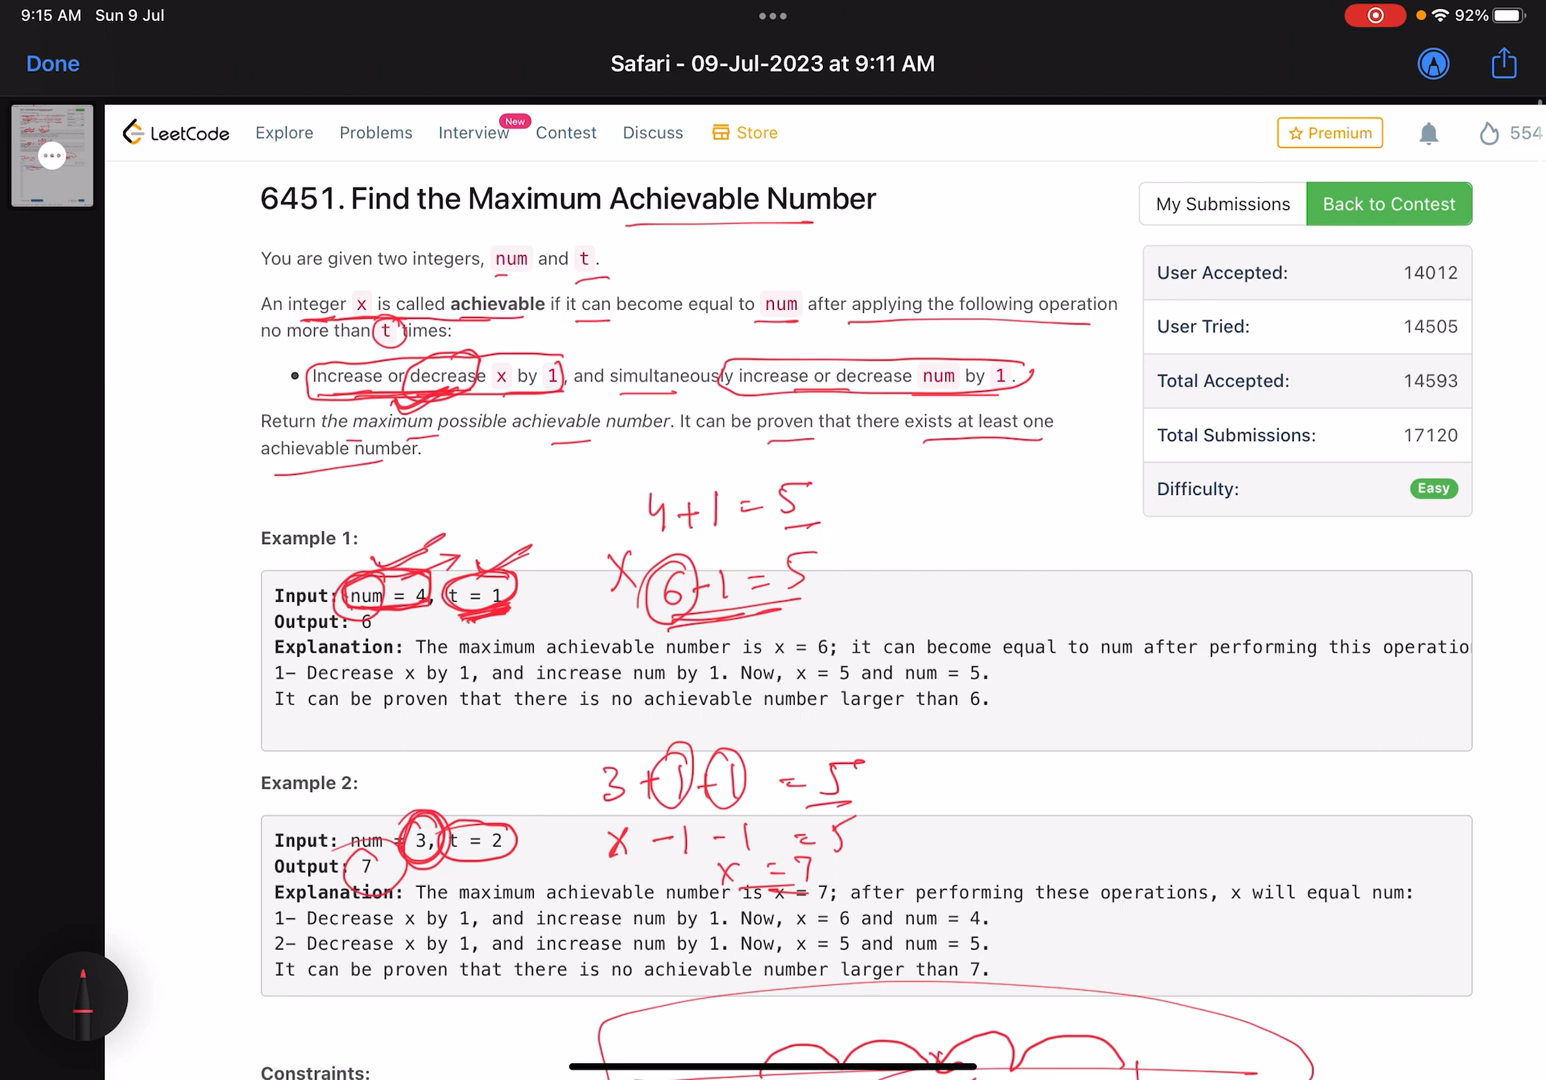 9:15 AM Sun 9 Jul
92%
Done
Safari - 09-Jul-2023 at 9:11 AM
LeetCode Explore Problems Interview New Contest Discuss Store
Premium
554
6451. Find the Maximum Achievable Number
My Submissions
Back to Contest
You are given two integers, num and t.
An integer x is called achievable if it can become equal to num after applying the following operation
no more than t times:
• Increase or decrease x by 1, and simultaneously increase or decrease num by 1.
Return the maximum possible achievable number. It can be proven that there exists at least one
achievable number.
User Accepted: 14012
User Tried: 14505
Total Accepted: 14593
Total Submissions: 17120
Difficulty: Easy
4+1=5
Example 1:
x 6-1=5
Input: num = 4, t = 1
Output: 6
Explanation: The maximum achievable number is x = 6; it can become equal to num after performing this operatio
1- Decrease x by 1, and increase num by 1. Now, x = 5 and num = 5.
It can be proven that there is no achievable number larger than 6.
Example 2:
3+1+1=5
Input: num = 3, t = 2
x-1-1=5
Output: 7
x=7
Explanation: The maximum achievable number is x = 7; after performing these operations, x will equal num:
1- Decrease x by 1, and increase num by 1. Now, x = 6 and num = 4.
2- Decrease x by 1, and increase num by 1. Now, x = 5 and num = 5.
It can be proven that there is no achievable number larger than 7.
Constraints:
x